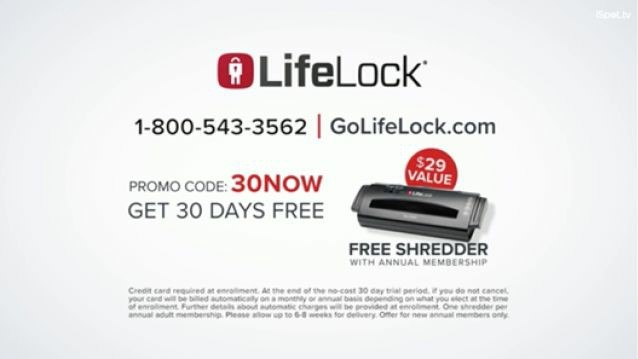 iSpot.tv
LifeLock®
1-800-543-3562 | GoLifeLock.com
$29
VALUE
PROMO CODE: 30NOW
GET 30 DAYS FREE
LifeLock
FREE SHREDDER
WITH ANNUAL MEMBERSHIP
Credit card required at enrollment. At the end of the no-cost 30 day trial period, if you do not cancel,
your card will be billed automatically on a monthly or annual basis depending on what you elect at the time
of enrollment. Further details about automatic charges will be provided at enrollment. One shredder per
annual adult membership. Please allow up to 6-8 weeks for delivery. Offer for new annual members only.